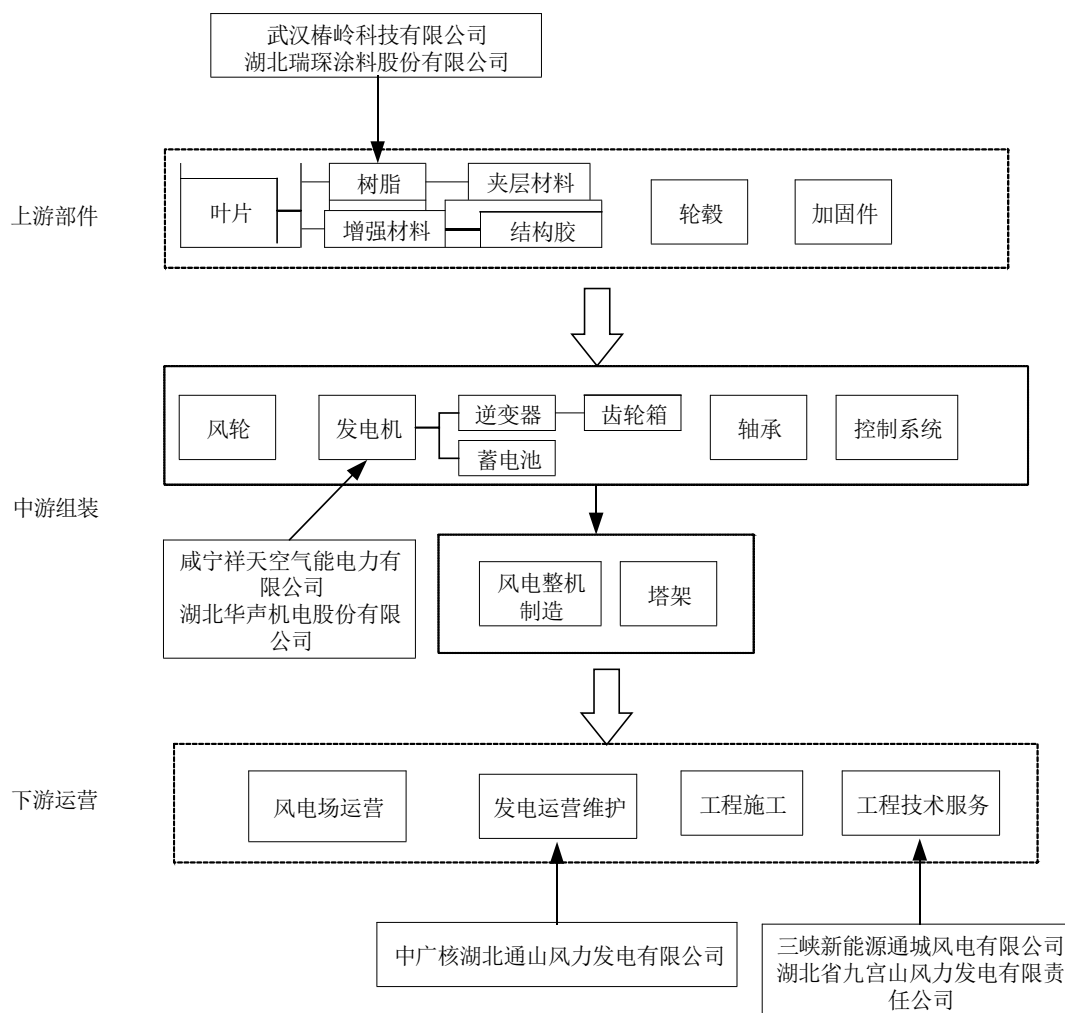 武汉椿岭科技有限公司
湖北瑞琛涂料股份有限公司
上游部件
叶片
树脂
夹层材料
增强材料
结构胶
轮毂
加固件
中游组装
风轮
发电机
逆变器
齿轮箱
蓄电池
轴承
控制系统
咸宁祥天空气能电力有
限公司
湖北华声机电股份有限
公司
风电整机
制造
塔架
下游运营
风电场运营
发电运营维护
工程施工
工程技术服务
中广核湖北通山风力发电有限公司
三峡新能源通城风电有限公司
湖北省九宫山风力发电有限责
任公司